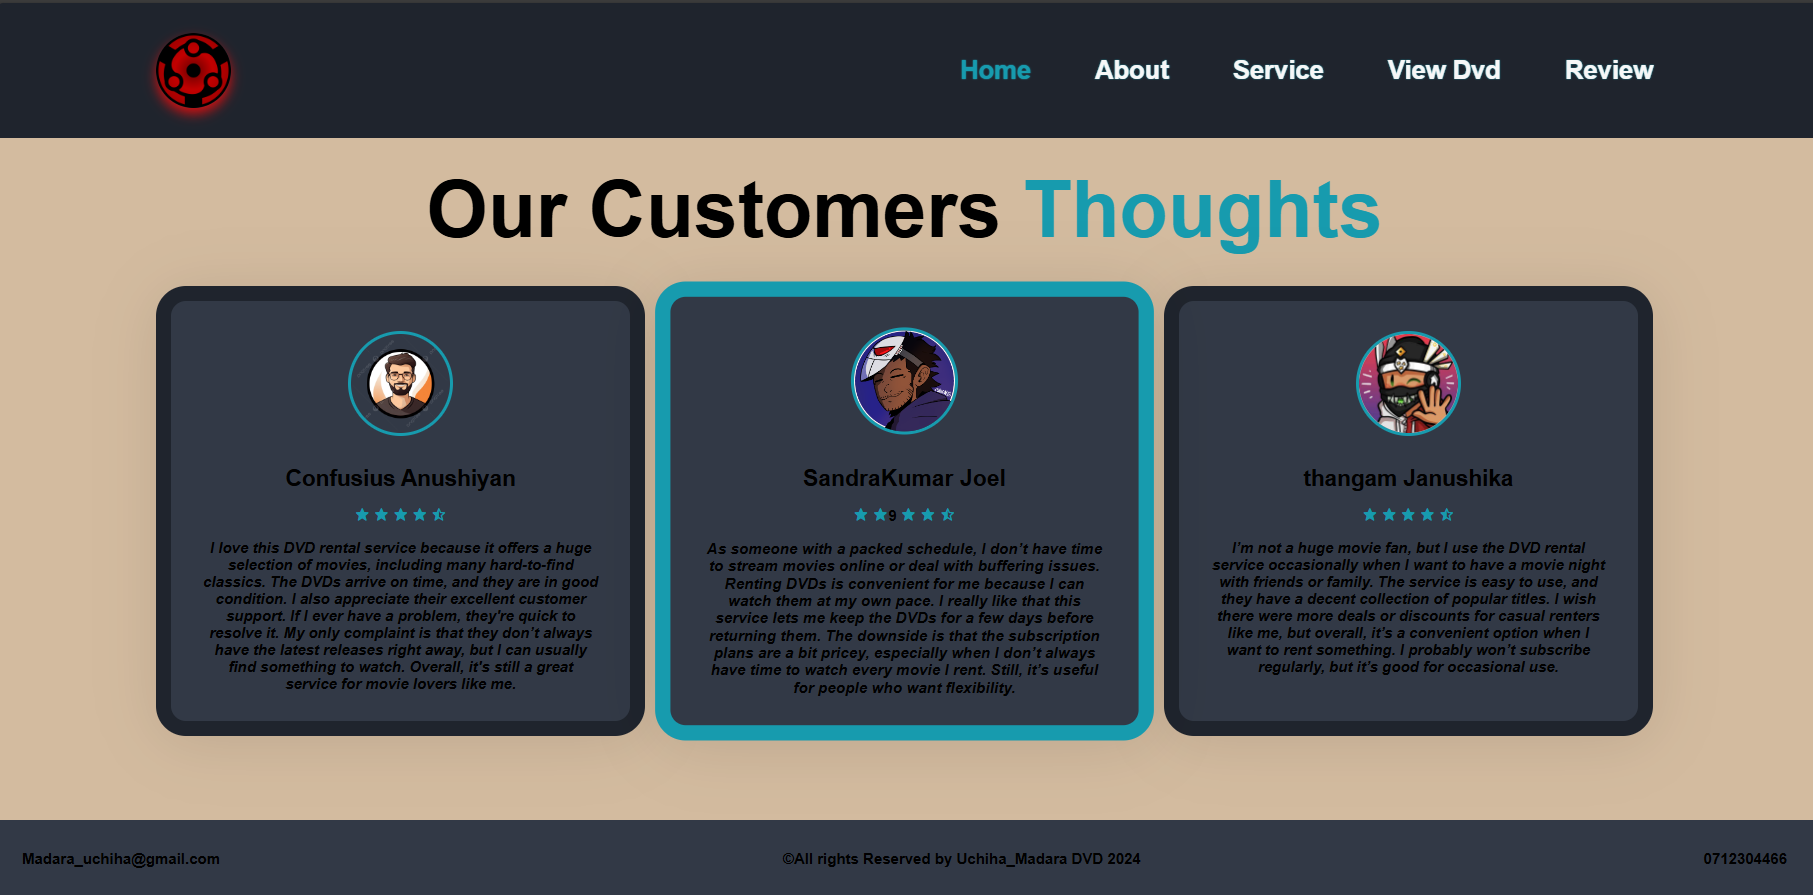 Home About Service View Dvd Review
Our Customers Thoughts
Confusius Anushiyan
I love this DVD rental service because it offers a huge
selection of movies, including many hard-to-find
classics. The DVDs arrive on time, and they are in good
condition. I also appreciate their excellent customer
support. If I ever have a problem, they're quick to
resolve it. My only complaint is that they don't always
have the latest releases right away, but I can usually
find something to watch. Overall, it's still a great
service for movie lovers like me.
SandraKumar Joel
9
As someone with a packed schedule, I don't have time
to stream movies online or deal with buffering issues.
Renting DVDs is convenient for me because I can
watch them at my own pace. I really like that this
service lets me keep the DVDs for a few days before
returning them. The downside is that the subscription
plans are a bit pricey, especially when I don't always
have time to watch every movie I rent. Still, it's useful
for people who want flexibility.
thangam Janushika
I'm not a huge movie fan, but I use the DVD rental
service occasionally when I want to have a movie night
with friends or family. The service is easy to use, and
they have a decent collection of popular titles. I wish
there were more deals or discounts for casual renters
like me, but overall, it's a convenient option when I
want to rent something. I probably won't subscribe
regularly, but it's good for occasional use.
Madara_uchiha@gmail.com ©All rights Reserved by Uchiha_Madara DVD 2024 0712304466